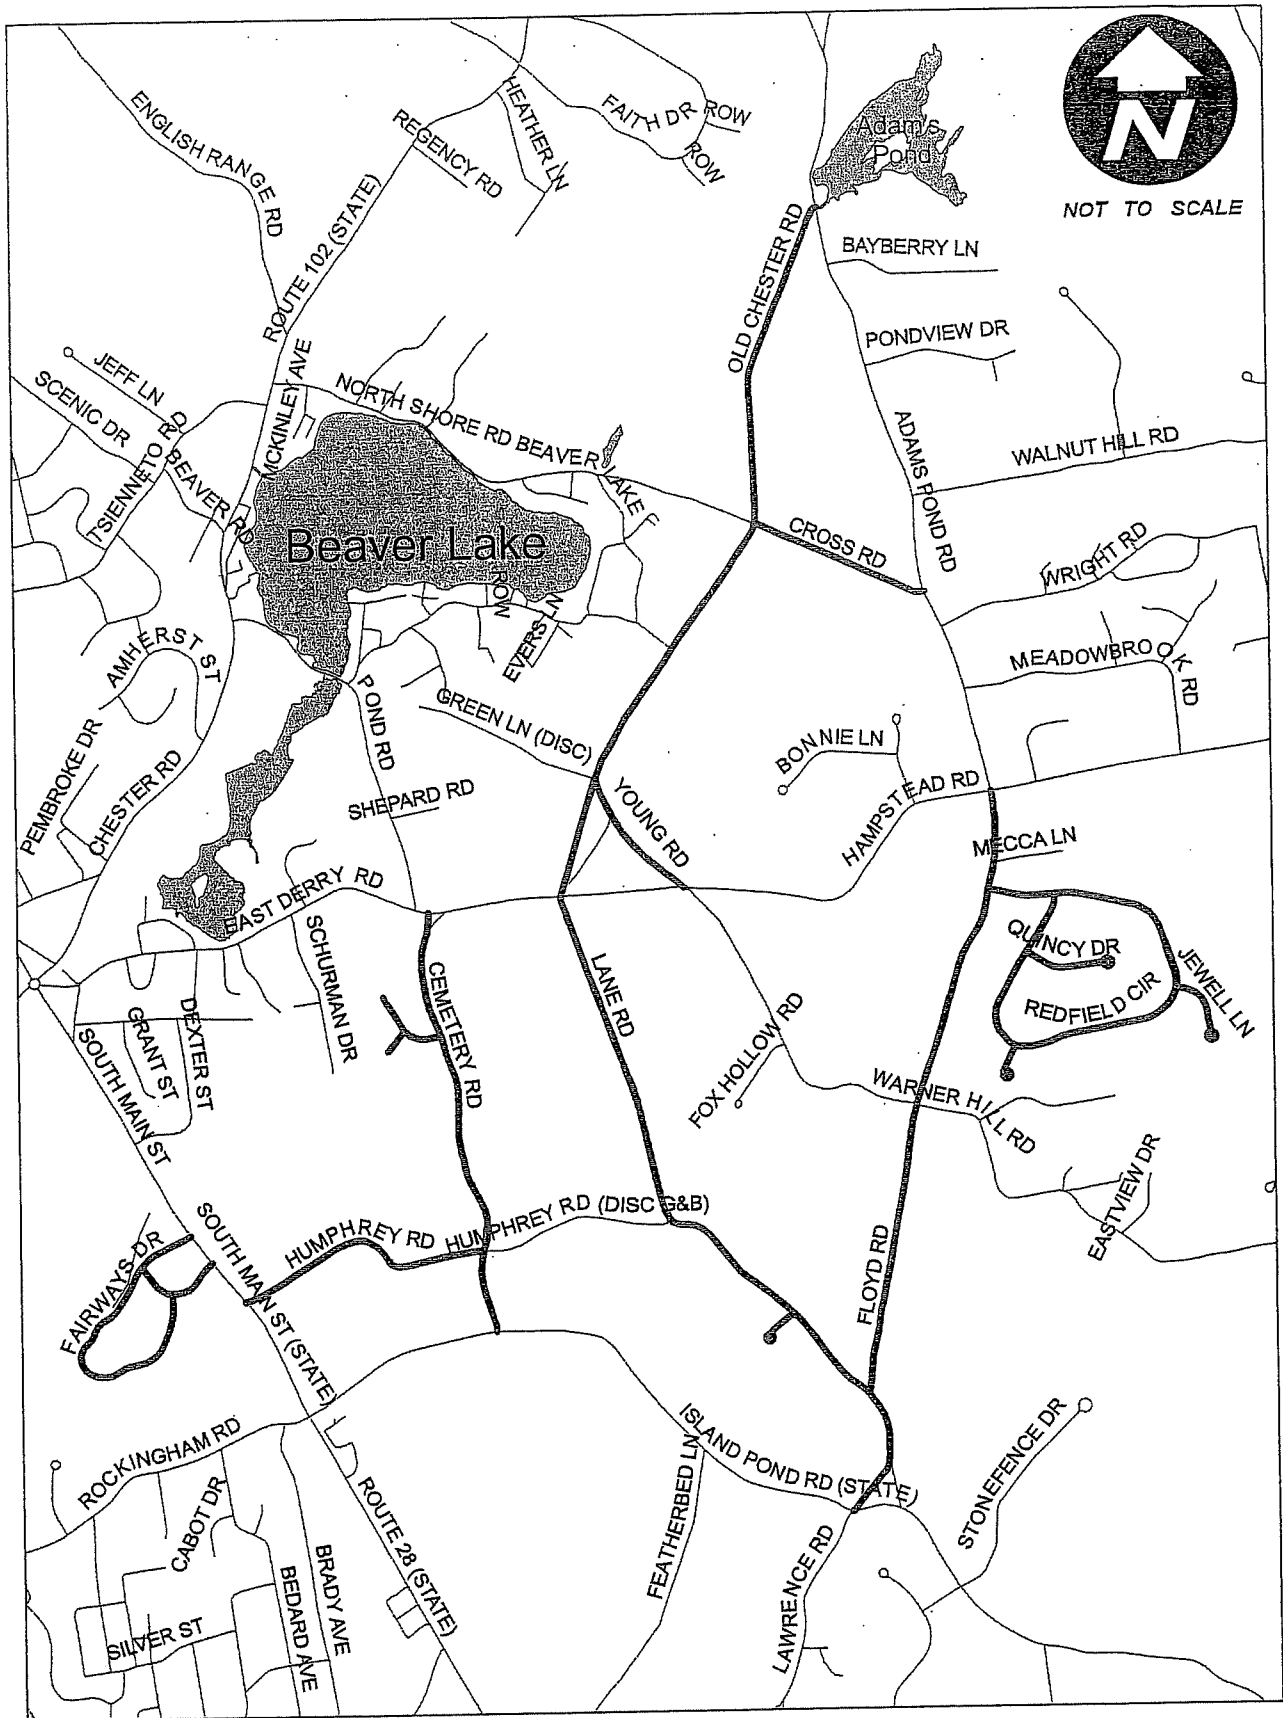 ENGLISH RANGE RD
REGENCY RD
HEATHER LN
FAITH DR
ROW
ROW
Adam's
Pond
N
NOT TO SCALE
ROUTE 102 (STATE)
OLD CHESTER RD
BAYBERRY LN
PONDVIEW DR
JEFF LN
SCENIC DR
TSIENNETO RD
BEAVER RD
MCKINLEY AVE
NORTH SHORE RD
BEAVER LAKE
ADAMS POND RD
WALNUT HILL RD
Beaver Lake
ROW
EVERS LN
CROSS RD
WRIGHT RD
AMHERST ST
MEADOWBROOK RD
POND RD
GREEN LN (DISC)
BONNIE LN
PEMBROKE DR
CHESTER RD
SHEPARD RD
YOUNG RD
HAMPSTEAD RD
MECCA LN
EAST DERRY RD
SCHURMAN DR
CEMETERY RD
LANE RD
QUINCY DR
REDFIELD CIR
JEWELL LN
GRANT ST
DEXTER ST
SOUTH MAIN ST
FOX HOLLOW RD
WARNER HILL RD
EASTVIEW DR
FAIRWAYS DR
SOUTH MAIN ST (STATE)
HUMPHREY RD
HUMPHREY RD (DISC G&B)
FLOYD RD
ROCKINGHAM RD
CABOT DR
SILVER ST
BEDARD AVE
BRADY AVE
ROUTE 28 (STATE)
FEATHERBED LN
ISLAND POND RD (STATE)
LAWRENCE RD
STONEFENCE DR